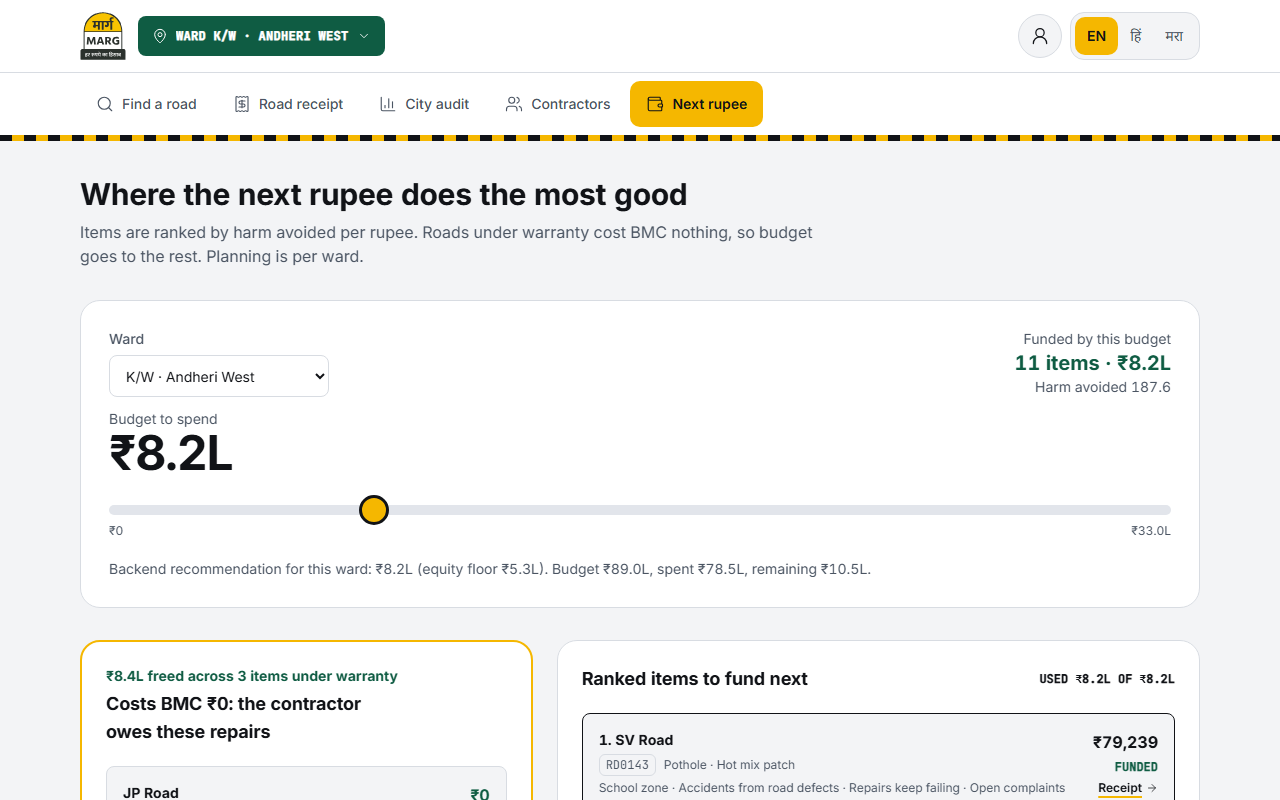 मार्ग
MARG
हर रुपये का हिसाब
WARD K/W · ANDHERI WEST
EN
हिं
मरा
Find a road
Road receipt
City audit
Contractors
Next rupee
Where the next rupee does the most good
Items are ranked by harm avoided per rupee. Roads under warranty cost BMC nothing, so budget
goes to the rest. Planning is per ward.
Ward
K/W · Andheri West
Funded by this budget
11 items · ₹8.2L
Harm avoided 187.6
Budget to spend
₹8.2L
₹0
₹33.0L
Backend recommendation for this ward: ₹8.2L (equity floor ₹5.3L). Budget ₹89.0L, spent ₹78.5L, remaining ₹10.5L.
₹8.4L freed across 3 items under warranty
Costs BMC ₹0: the contractor
owes these repairs
JP Road
₹0
Ranked items to fund next
USED ₹8.2L OF ₹8.2L
1. SV Road
₹79,239
RD0143
Pothole · Hot mix patch
FUNDED
School zone · Accidents from road defects · Repairs keep failing · Open complaints
Receipt →